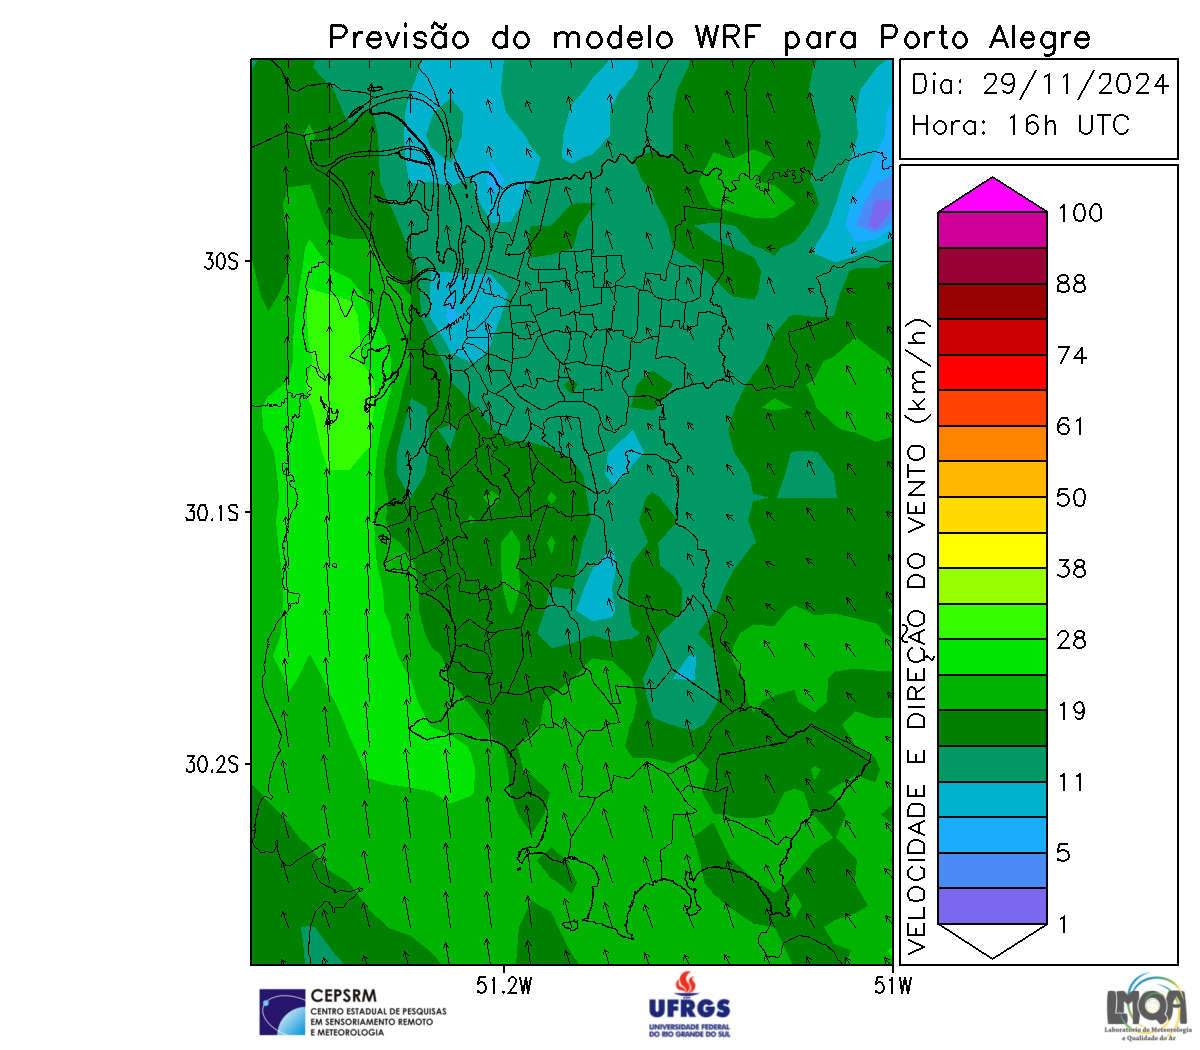 Previsão do modelo WRF para Porto Alegre
Dia: 29/11/2024
Hora: 16h UTC
100
88
74
61
50
38
28
19
11
5
1
VELOCIDADE E DIREÇÃO DO VENTO (km/h)
30S
30.1S
30.2S
51.2W
51W
CEPSRM
CENTRO ESTADUAL DE PESQUISAS
EM SENSORIAMENTO REMOTO
E METEOROLOGIA
UFRGS
UNIVERSIDADE FEDERAL
DO RIO GRANDE DO SUL
LMQA
Laboratório de Meteorologia
e Qualidade do Ar